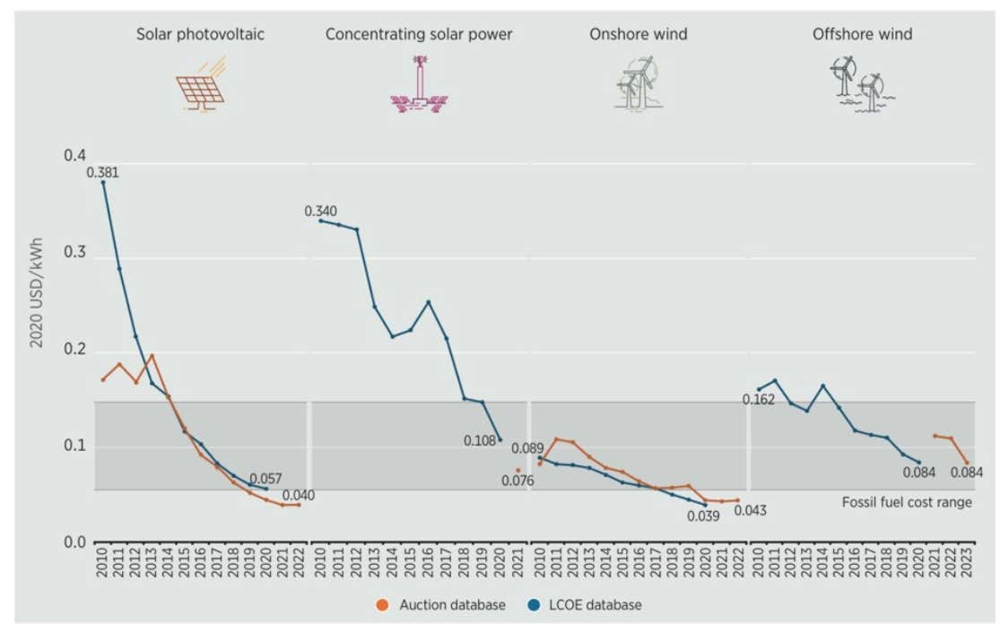 Solar photovoltaic
Concentrating solar power
Onshore wind
Offshore wind
2020 USD/kWh
0.4
0.3
0.2
0.1
0.0
0.381
0.057
0.040
0.340
0.108
0.076
0.089
0.039
0.043
0.162
0.084
0.084
Fossil fuel cost range
2010 2011 2012 2013 2014 2015 2016 2017 2018 2019 2020 2021 2022
2010 2011 2012 2013 2014 2015 2016 2017 2018 2019 2020 2021
2010 2011 2012 2013 2014 2015 2016 2017 2018 2019 2020 2021 2022
2010 2011 2012 2013 2014 2015 2016 2017 2018 2019 2020 2021 2022 2023
Auction database
LCOE database